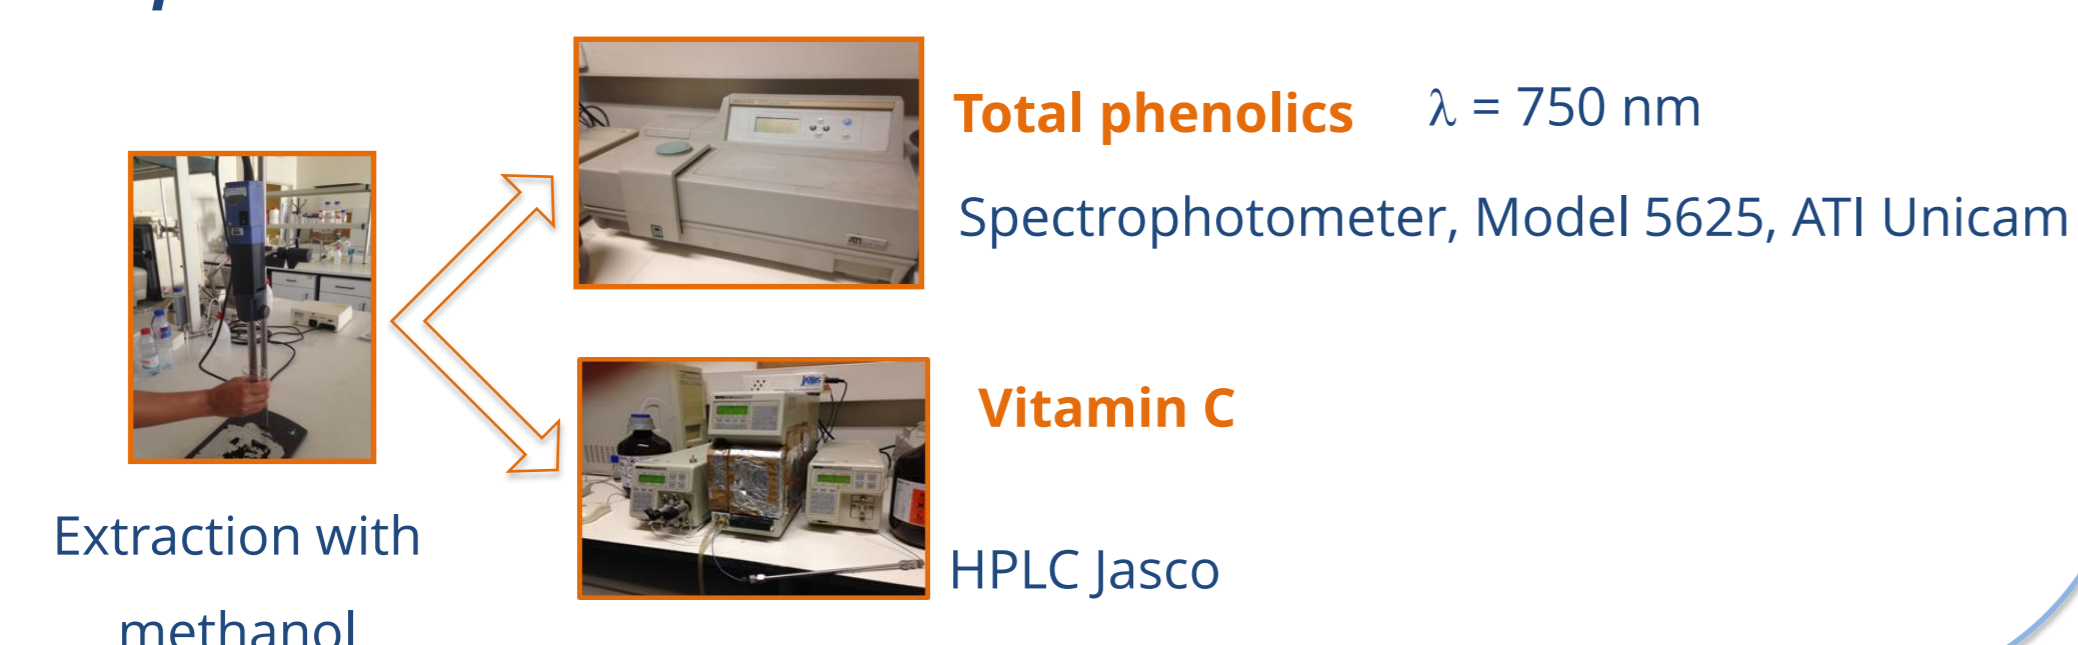 Total phenolics λ = 750 nm
Spectrophotometer, Model 5625, ATI Unicam
Vitamin C
HPLC Jasco
Extraction with
methanol